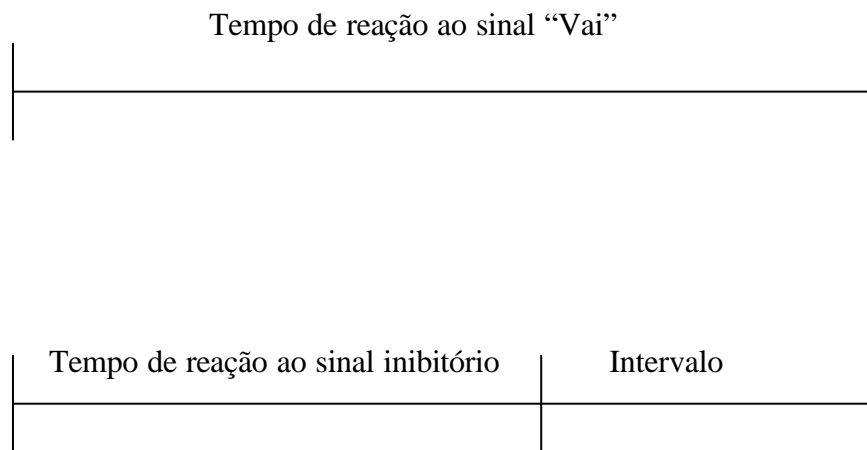 Tempo de reação ao sinal “Vai”
Tempo de reação ao sinal inibitório Intervalo